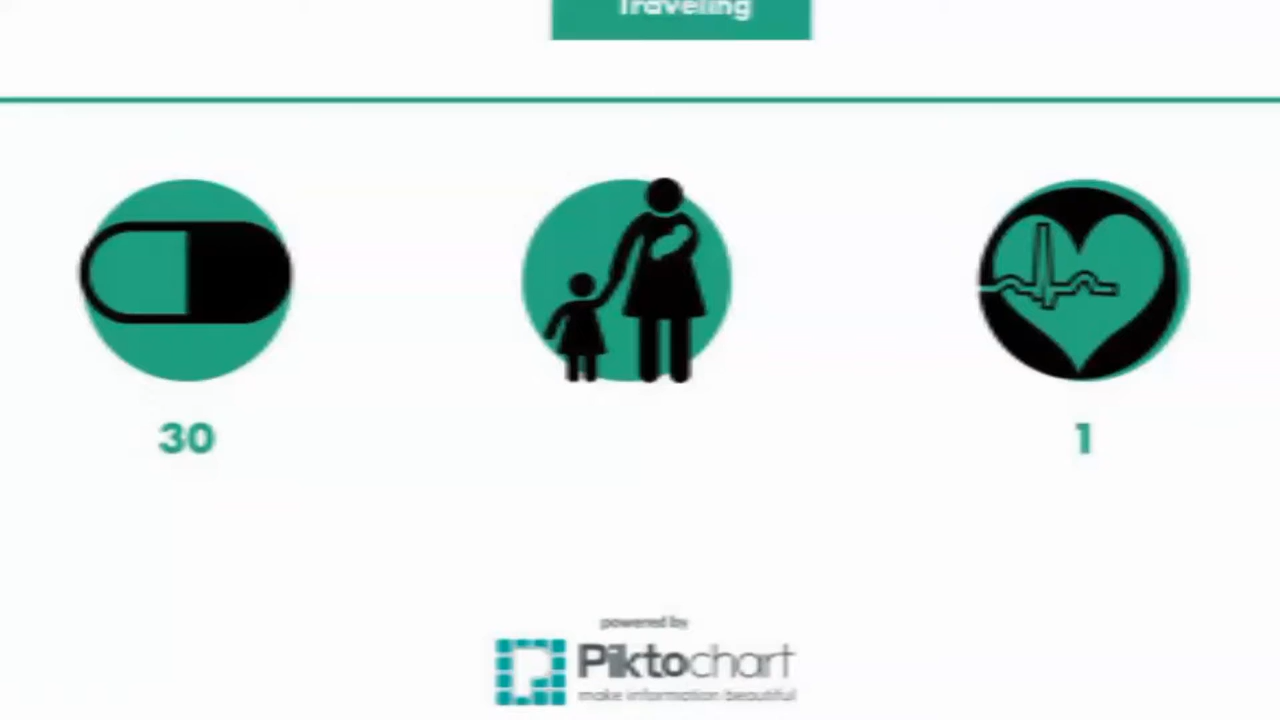 Traveling
30
1
powered by
Piktochart
make information beautiful